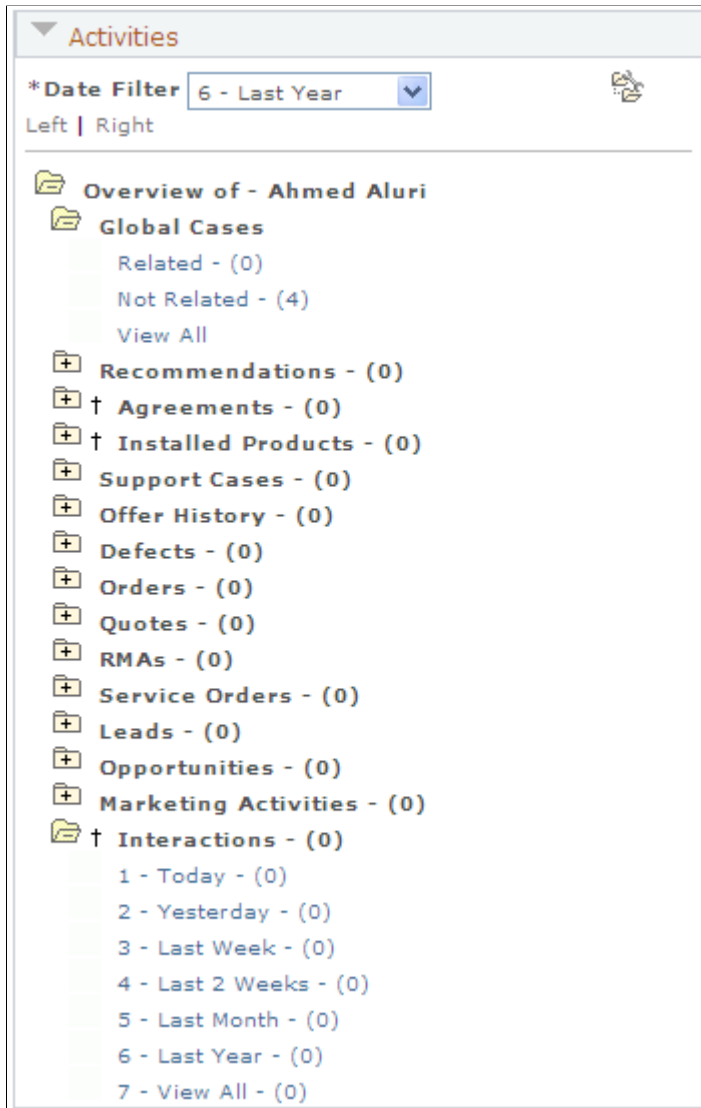 Activities
*Date Filter 6 - Last Year
Left | Right
Overview of - Ahmed Aluri
Global Cases
Related - (0)
Not Related - (4)
View All
Recommendations - (0)
† Agreements - (0)
† Installed Products - (0)
Support Cases - (0)
Offer History - (0)
Defects - (0)
Orders - (0)
Quotes - (0)
RMAs - (0)
Service Orders - (0)
Leads - (0)
Opportunities - (0)
Marketing Activities - (0)
† Interactions - (0)
1 - Today - (0)
2 - Yesterday - (0)
3 - Last Week - (0)
4 - Last 2 Weeks - (0)
5 - Last Month - (0)
6 - Last Year - (0)
7 - View All - (0)